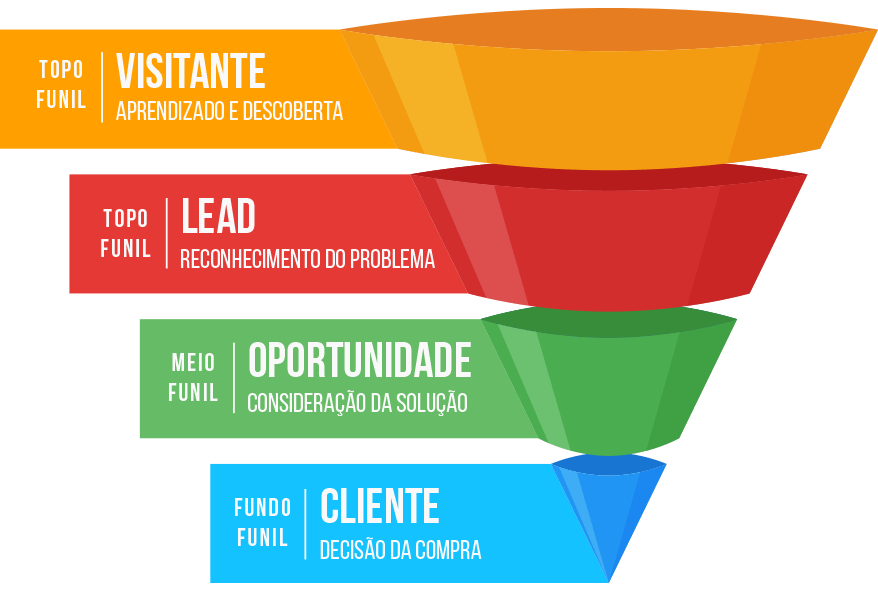 TOPO
FUNIL
VISITANTE
APRENDIZADO E DESCOBERTA
TOPO
FUNIL
LEAD
RECONHECIMENTO DO PROBLEMA
MEIO
FUNIL
OPORTUNIDADE
CONSIDERAÇÃO DA SOLUÇÃO
FUNDO
FUNIL
CLIENTE
DECISÃO DA COMPRA